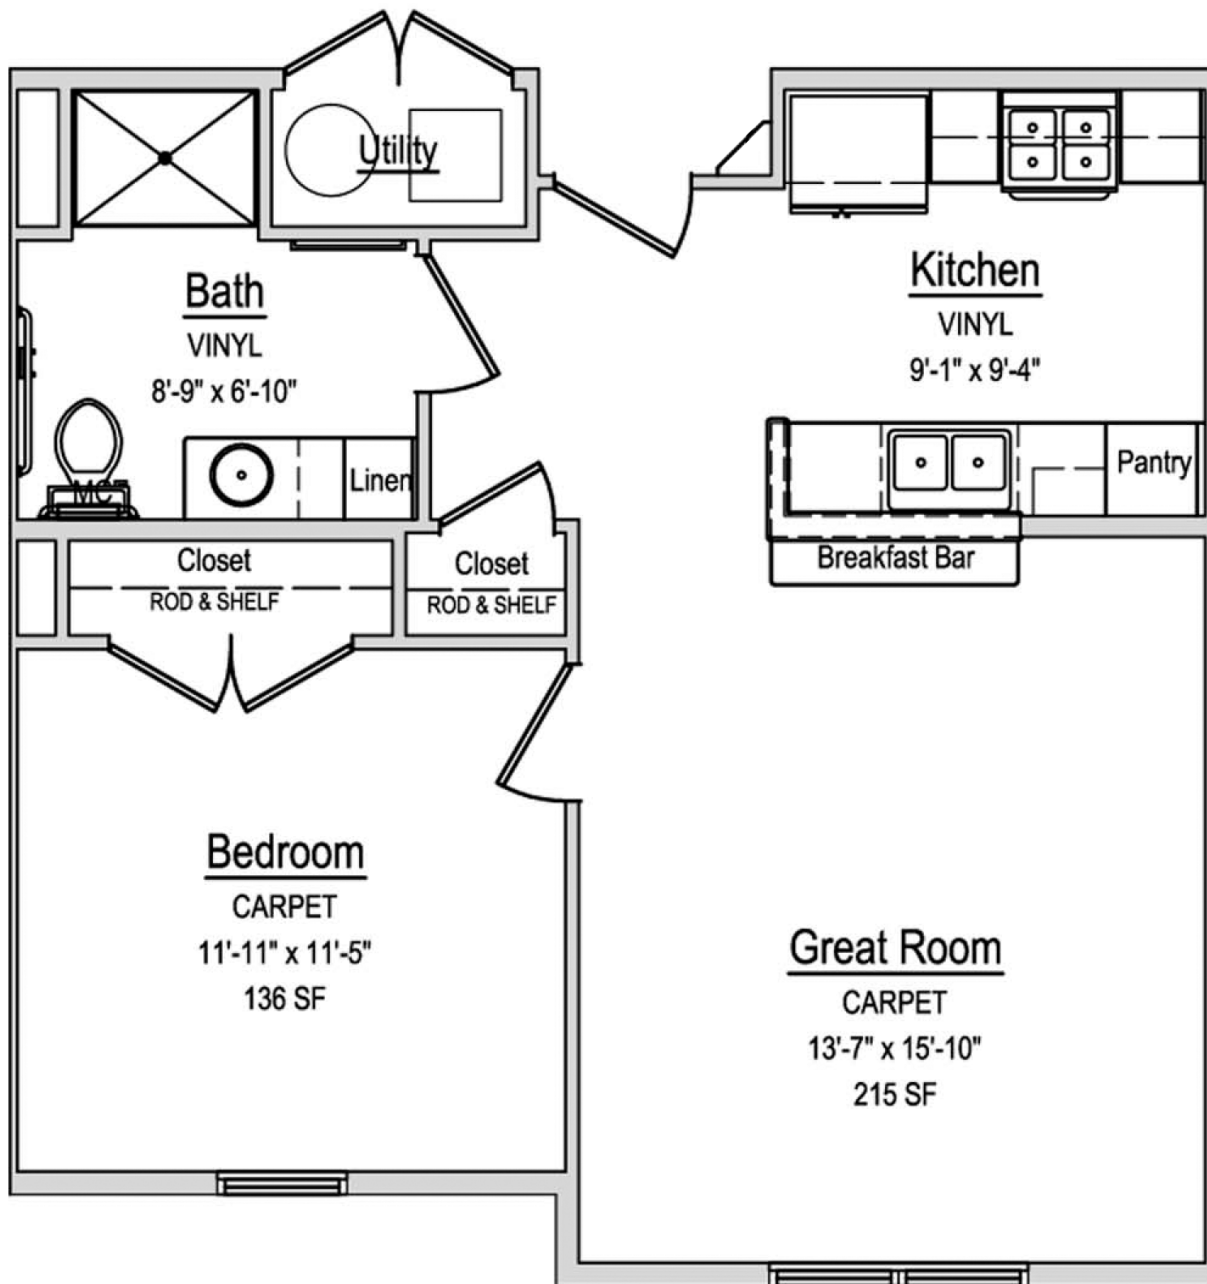 Utility
Bath
VINYL
8'-9" x 6'-10"
Kitchen
VINYL
9'-1" x 9'-4"
Linen
Pantry
Breakfast Bar
Closet
ROD & SHELF
Closet
ROD & SHELF
Bedroom
CARPET
11'-11" x 11'-5"
136 SF
Great Room
CARPET
13'-7" x 15'-10"
215 SF